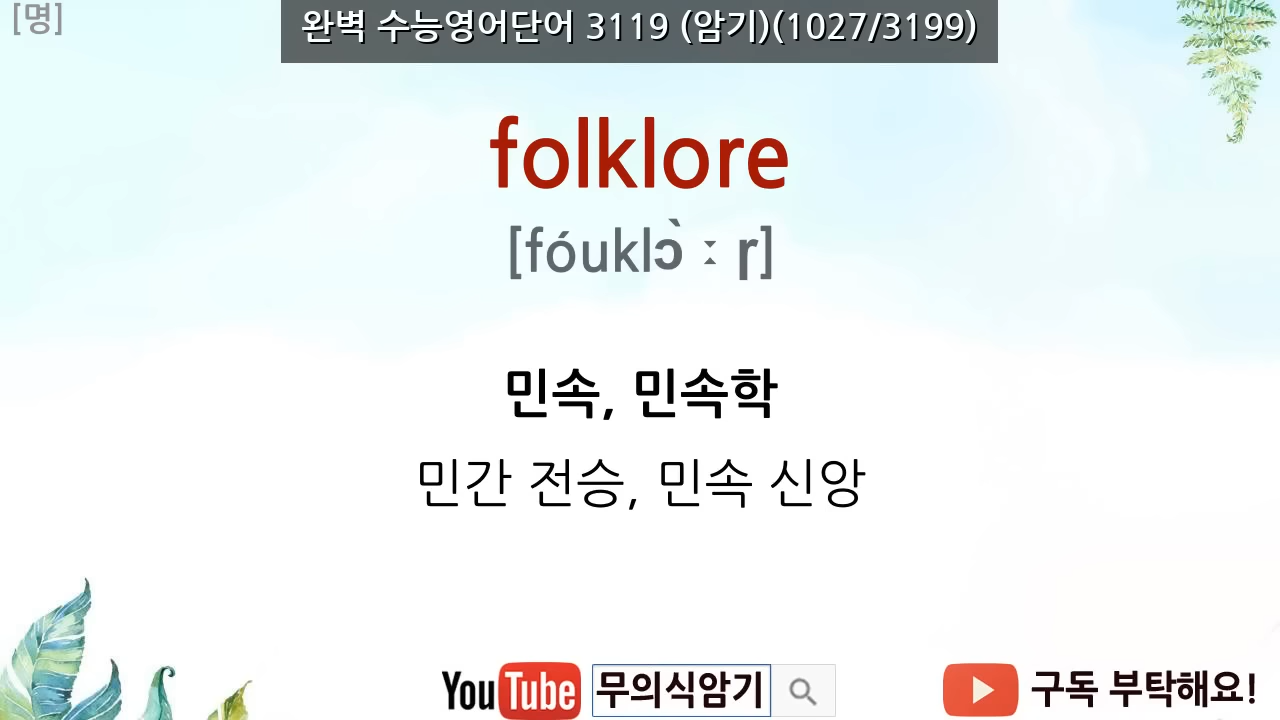 [명]
완벽 수능영어단어 3119 (암기)(1027/3199)
folklore
[fóuklɔ̀ːr]
민속, 민속학
민간 전승, 민속 신앙
YouTube 무의식암기
구독 부탁해요!